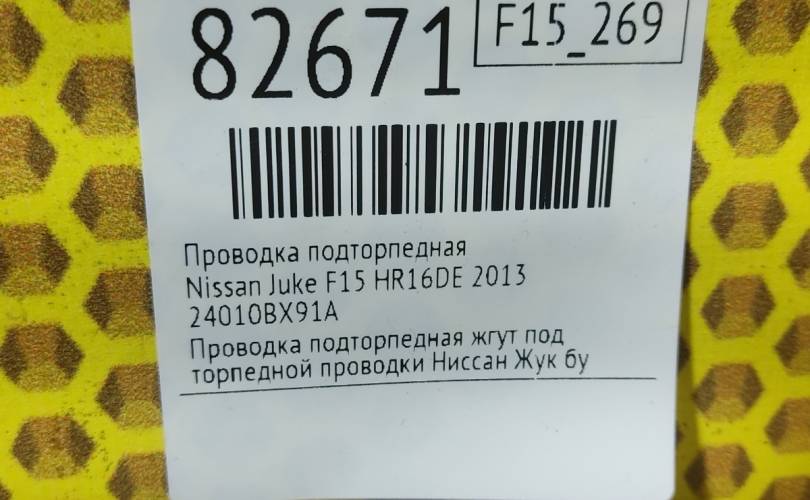 82671
F15_269
Проводка подторпедная
Nissan Juke F15 HR16DE 2013
24010BX91A
Проводка подторпедная жгут под
торпедной проводки Ниссан Жук бу